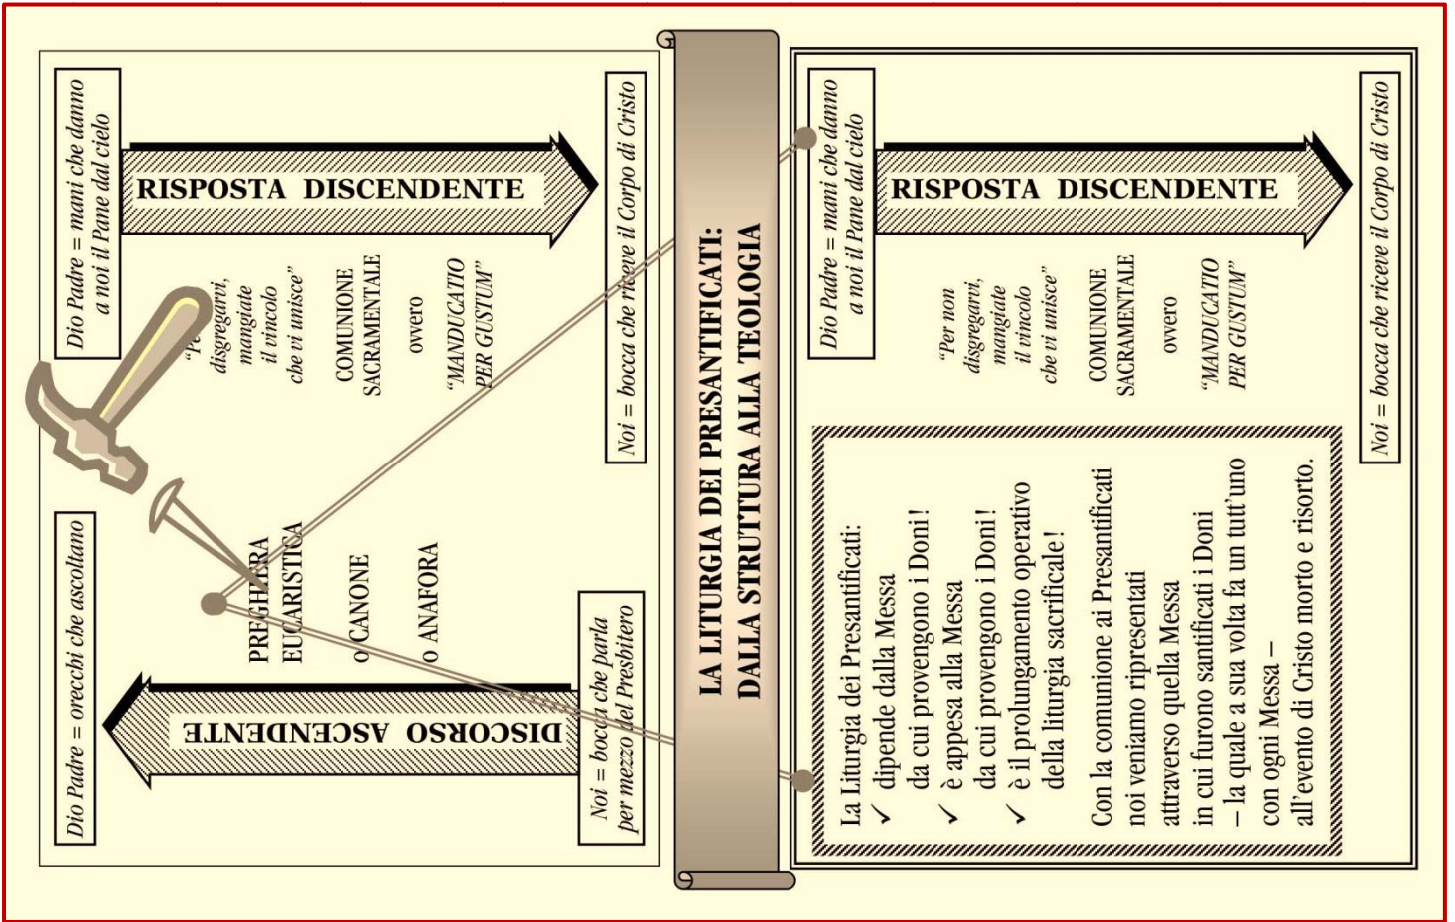 Dio Padre = orecchi che ascoltano
Dio Padre = mani che danno
a noi il Pane dal cielo
DISCORSO ASCENDENTE
PREGHIERA
EUCARISTICA
o CANONE
o ANAFORA
disgregarvi,
mangiate
il vincolo
che vi unisce”
COMUNIONE
SACRAMENTALE
ovvero
“MANDUCATIO
PER GUSTUM”
RISPOSTA DISCENDENTE
Noi = bocca che parla
per mezzo del Presbitero
Noi = bocca che riceve il Corpo di Cristo
LA LITURGIA DEI PRESANTIFICATI:
DALLA STRUTTURA ALLA TEOLOGIA
La Liturgia dei Presantificati:
✓ dipende dalla Messa
da cui provengono i Doni!
✓ è appesa alla Messa
da cui provengono i Doni!
✓ è il prolungamento operativo
della liturgia sacrificale!
Con la comunione ai Presantificati
noi veniamo ripresentati
attraverso quella Messa
in cui furono santificati i Doni
– la quale a sua volta fa un tutt'uno
con ogni Messa –
all'evento di Cristo morto e risorto.
Dio Padre = mani che danno
a noi il Pane dal cielo
“Per non
disgregarvi,
mangiate
il vincolo
che vi unisce”
COMUNIONE
SACRAMENTALE
ovvero
“MANDUCATIO
PER GUSTUM”
RISPOSTA DISCENDENTE
Noi = bocca che riceve il Corpo di Cristo